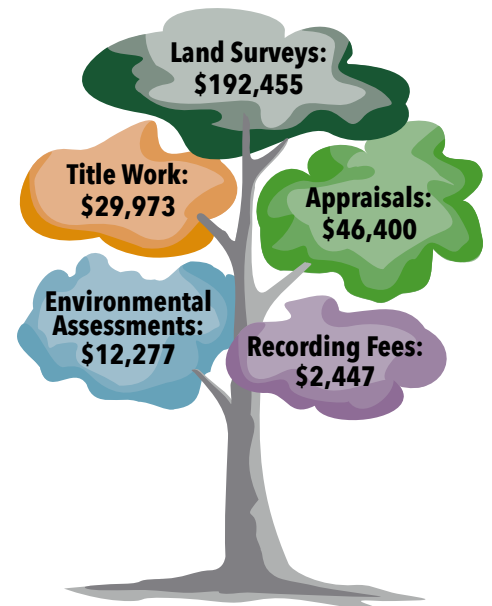 Land Surveys:
$192,455
Title Work:
$29,973
Appraisals:
$46,400
Environmental
Assessments:
$12,277
Recording Fees:
$2,447